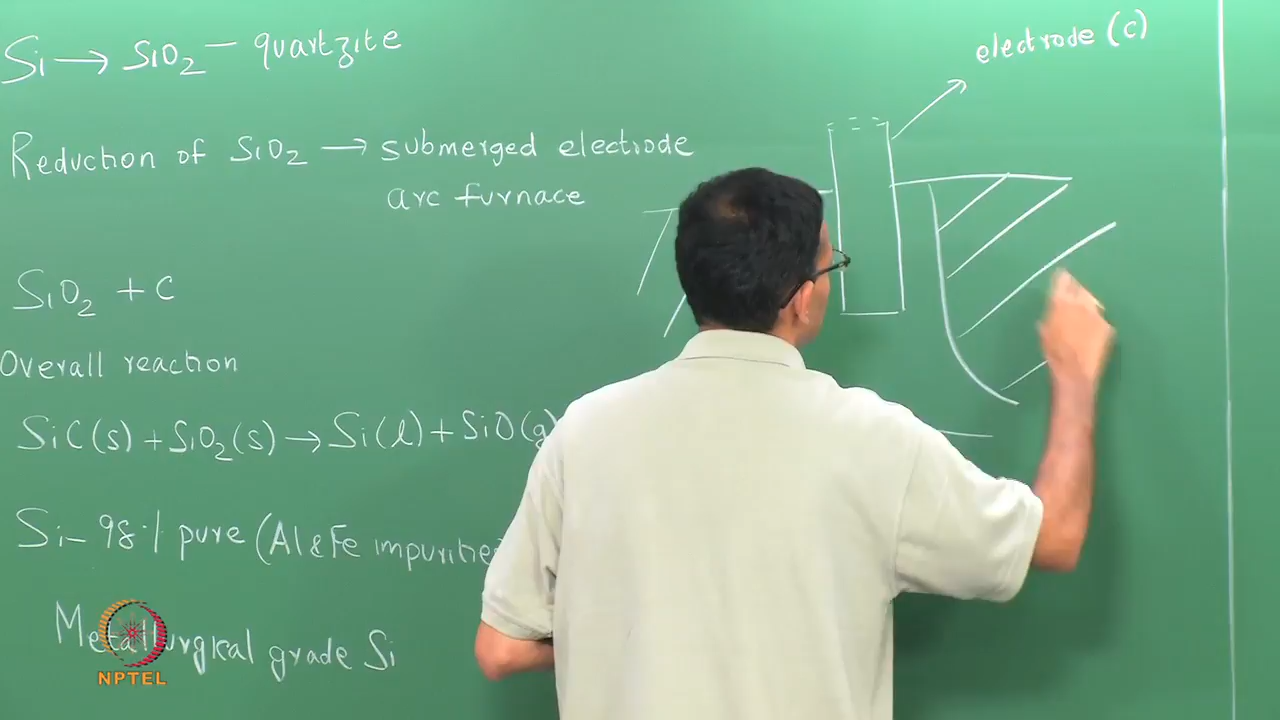 Si → SiO₂ – quartzite
Reduction of SiO₂ → submerged electrode
arc furnace
SiO₂ + C
Overall reaction
SiC(s) + SiO₂(s) → Si(l) + SiO(g)
Si – 98 % pure (Al & Fe impurities
Metallurgical grade Si
electrode (C)
NPTEL